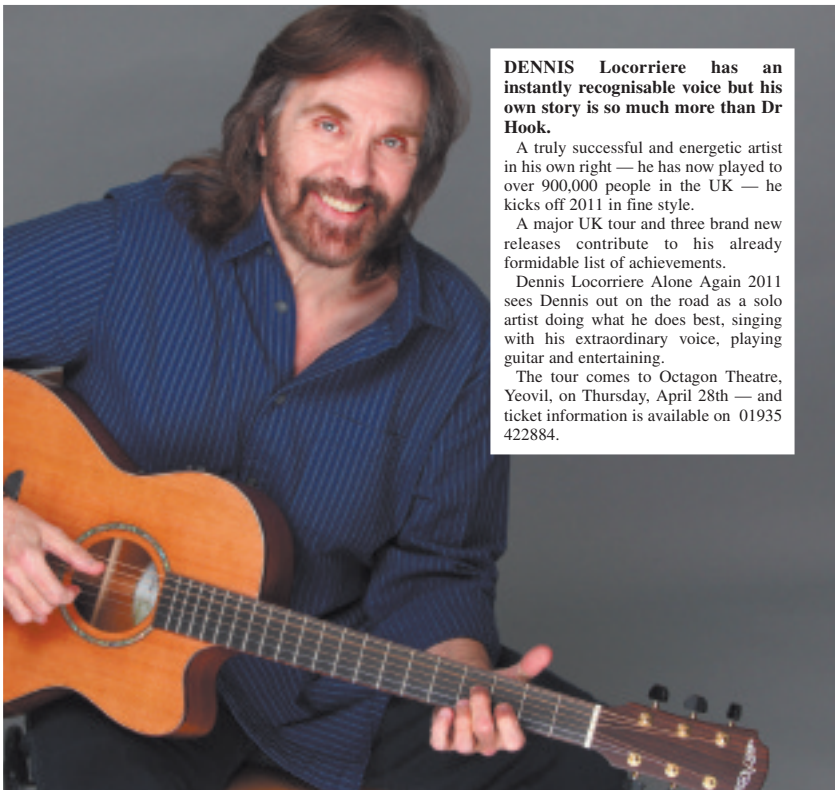 DENNIS Locorriere has an
instantly recognisable voice but his
own story is so much more than Dr
Hook.
A truly successful and energetic artist
in his own right — he has now played to
over 900,000 people in the UK — he
kicks off 2011 in fine style.
A major UK tour and three brand new
releases contribute to his already
formidable list of achievements.
Dennis Locorriere Alone Again 2011
sees Dennis out on the road as a solo
artist doing what he does best, singing
with his extraordinary voice, playing
guitar and entertaining.
The tour comes to Octagon Theatre,
Yeovil, on Thursday, April 28th — and
ticket information is available on 01935
422884.